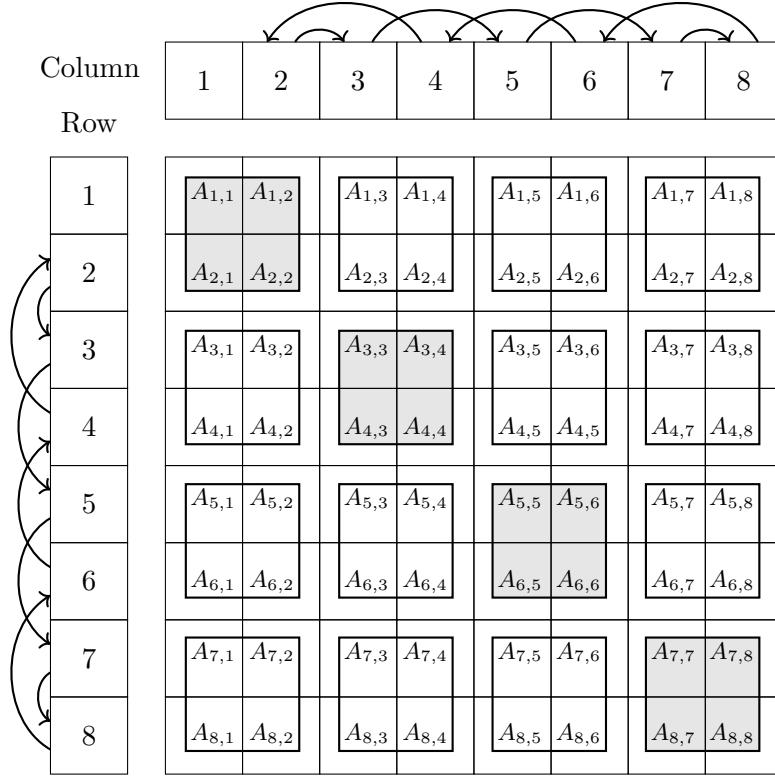 Column 1 2 3 4 5 6 7 8
Row
1 A1,1 A1,2 A1,3 A1,4 A1,5 A1,6 A1,7 A1,8
2 A2,1 A2,2 A2,3 A2,4 A2,5 A2,6 A2,7 A2,8
3 A3,1 A3,2 A3,3 A3,4 A3,5 A3,6 A3,7 A3,8
4 A4,1 A4,2 A4,3 A4,4 A4,5 A4,5 A4,7 A4,8
5 A5,1 A5,2 A5,3 A5,4 A5,5 A5,6 A5,7 A5,8
6 A6,1 A6,2 A6,3 A6,4 A6,5 A6,6 A6,7 A6,8
7 A7,1 A7,2 A7,3 A7,4 A7,5 A7,6 A7,7 A7,8
8 A8,1 A8,2 A8,3 A8,4 A8,5 A8,6 A8,7 A8,8